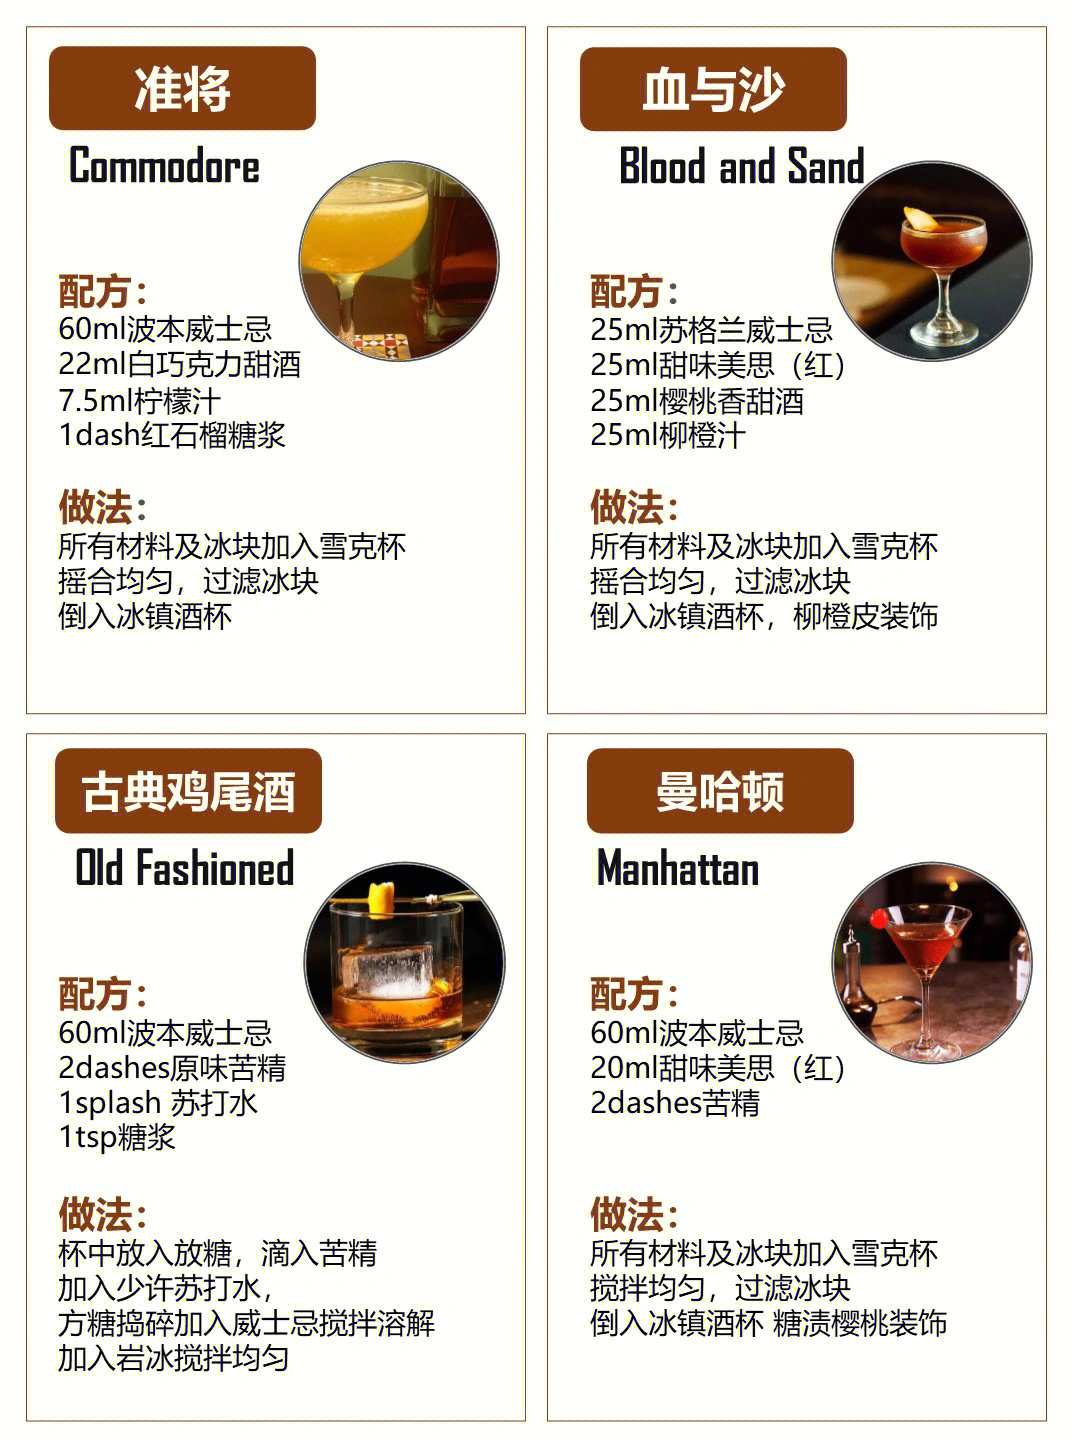 准将
Commodore
配方：
60ml波本威士忌
22ml白巧克力甜酒
7.5ml柠檬汁
1dash红石榴糖浆
做法：
所有材料及冰块加入雪克杯
摇合均匀，过滤冰块
倒入冰镇酒杯
血与沙
Blood and Sand
配方：
25ml苏格兰威士忌
25ml甜味美思（红）
25ml樱桃香甜酒
25ml柳橙汁
做法：
所有材料及冰块加入雪克杯
摇合均匀，过滤冰块
倒入冰镇酒杯，柳橙皮装饰
古典鸡尾酒
Old Fashioned
配方：
60ml波本威士忌
2dashes原味苦精
1splash 苏打水
1tsp糖浆
做法：
杯中放入放糖，滴入苦精
加入少许苏打水，
方糖捣碎加入威士忌搅拌溶解
加入岩冰搅拌均匀
曼哈顿
Manhattan
配方：
60ml波本威士忌
20ml甜味美思（红）
2dashes苦精
做法：
所有材料及冰块加入雪克杯
搅拌均匀，过滤冰块
倒入冰镇酒杯 糖渍樱桃装饰